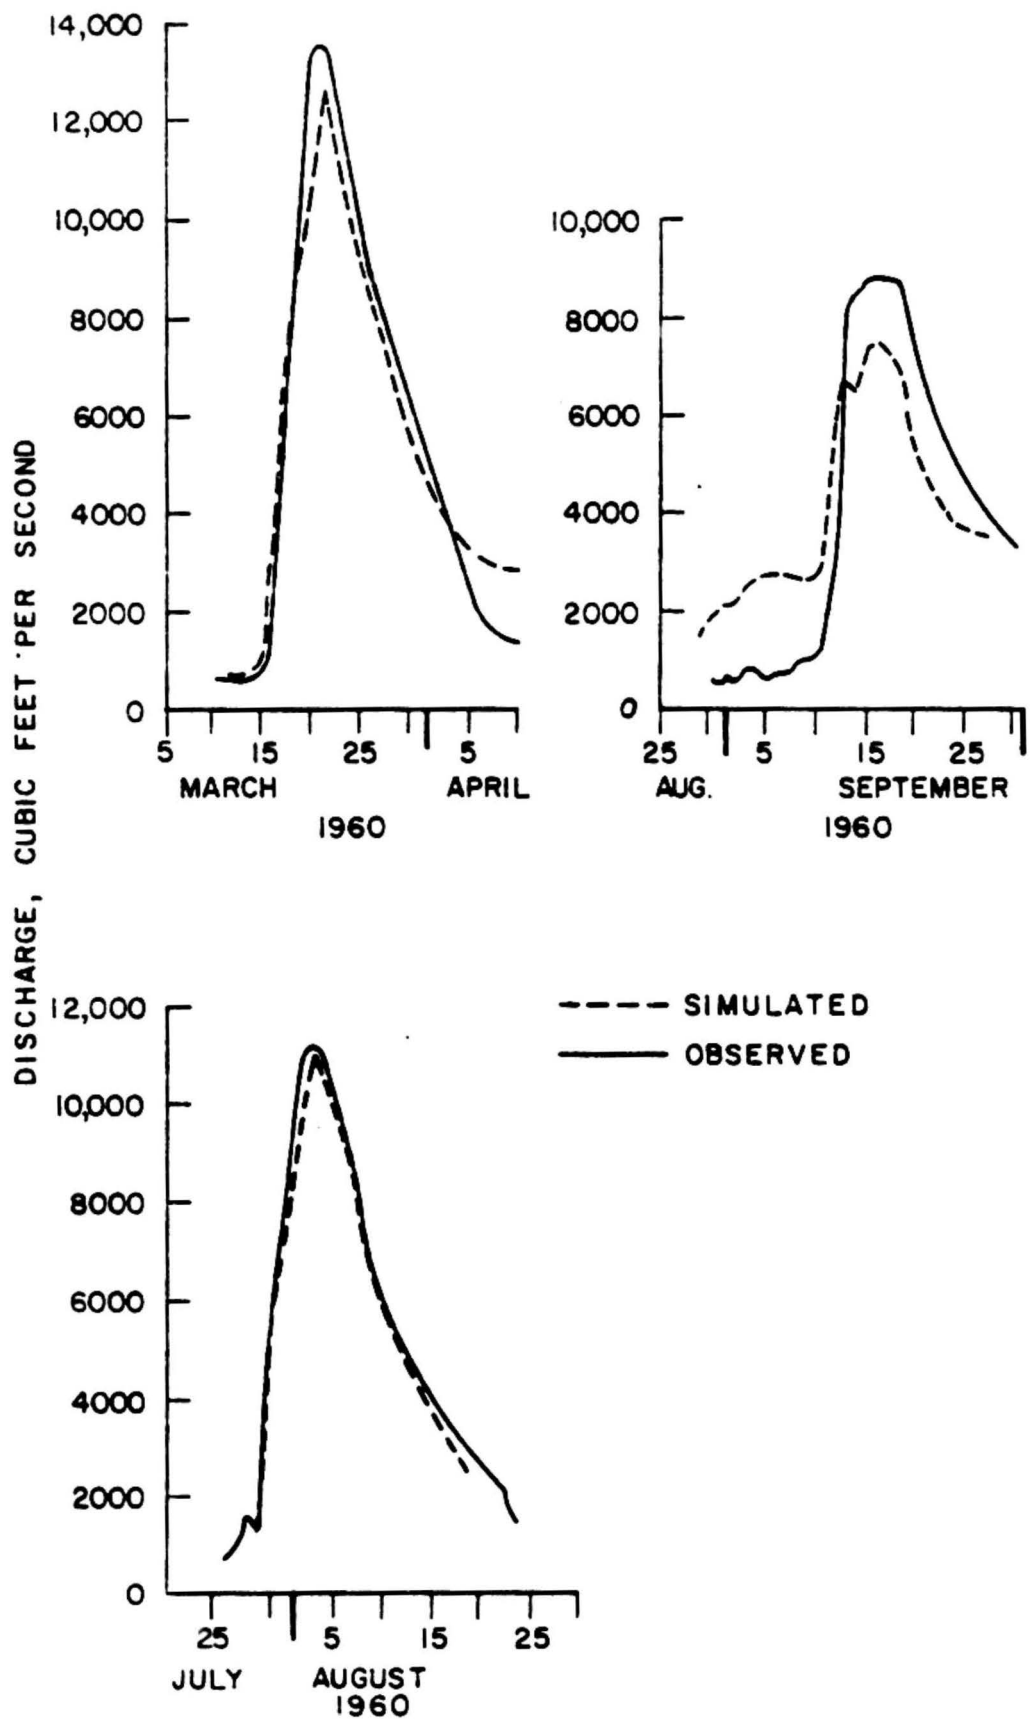 DISCHARGE, CUBIC FEET PER SECOND
14,000
12,000
10,000
8000
6000
4000
2000
0
5 15 25 5
MARCH APRIL
1960
10,000
8000
6000
4000
2000
0
25 5 15 25
AUG. SEPTEMBER
1960
12,000
10,000
8000
6000
4000
2000
0
25 5 15 25
JULY AUGUST
1960
SIMULATED
OBSERVED